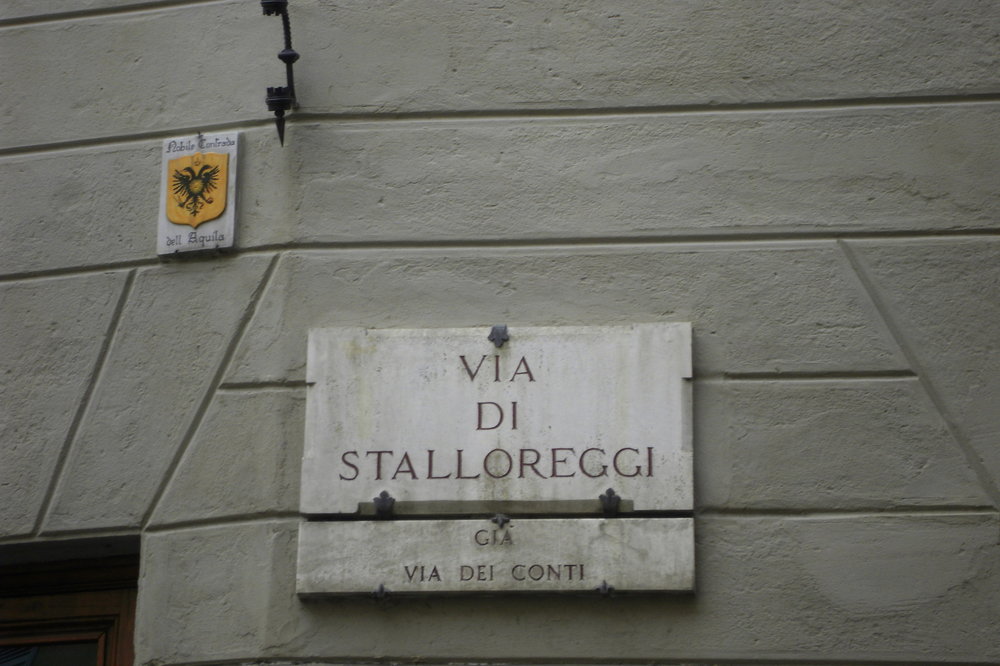 Nobile Contrada
dell Aquila
VIA
DI
STALLOREGGI
GIÀ
VIA DEI CONTI